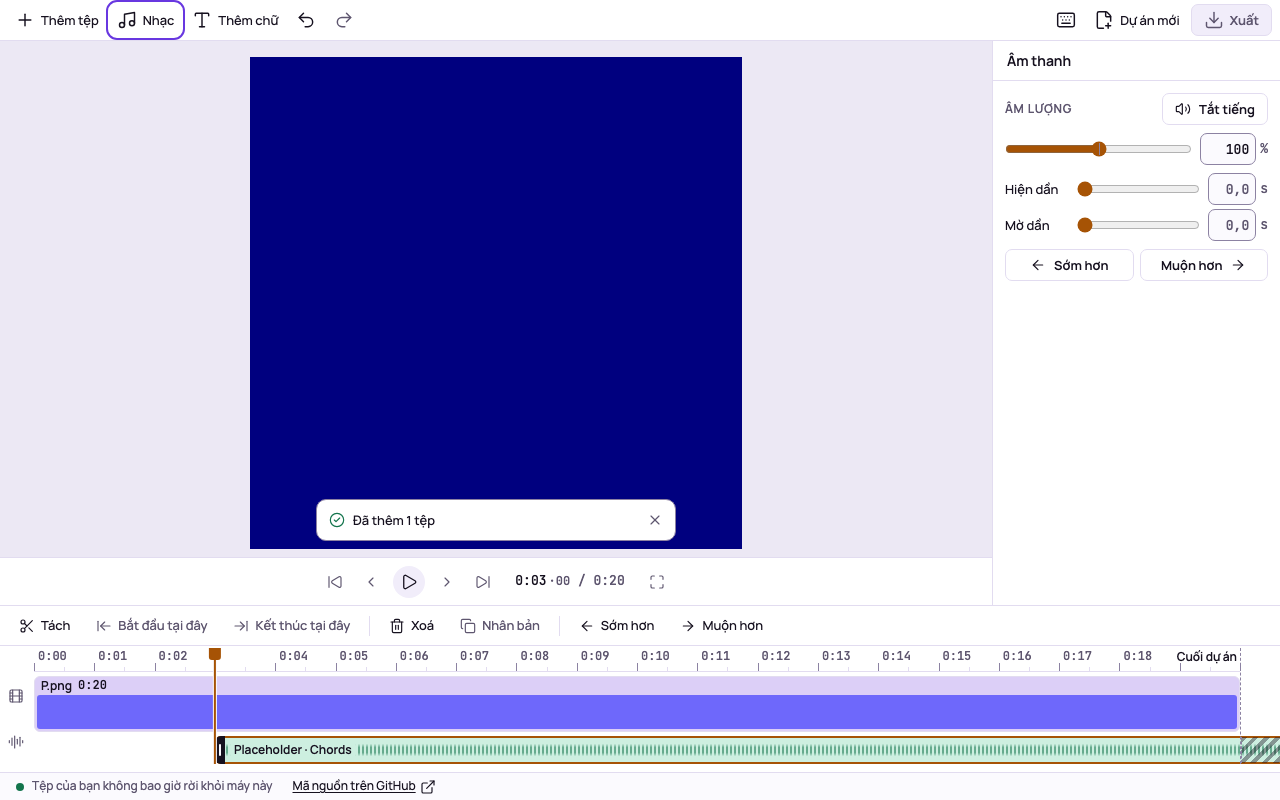 Thêm tệp Nhạc Thêm chữ Dự án mới Xuất
Âm thanh
ÂM LƯỢNG Tắt tiếng
100 %
Hiện dần 0,0 s
Mờ dần 0,0 s
Sớm hơn Muộn hơn
Đã thêm 1 tệp
0:03·00 / 0:20
Tách Bắt đầu tại đây Kết thúc tại đây Xoá Nhân bản Sớm hơn Muộn hơn
0:00 0:01 0:02 0:04 0:05 0:06 0:07 0:08 0:09 0:10 0:11 0:12 0:13 0:14 0:15 0:16 0:17 0:18 Cuối dự án
P.png 0:20
Placeholder · Chords
Tệp của bạn không bao giờ rời khỏi máy này Mã nguồn trên GitHub